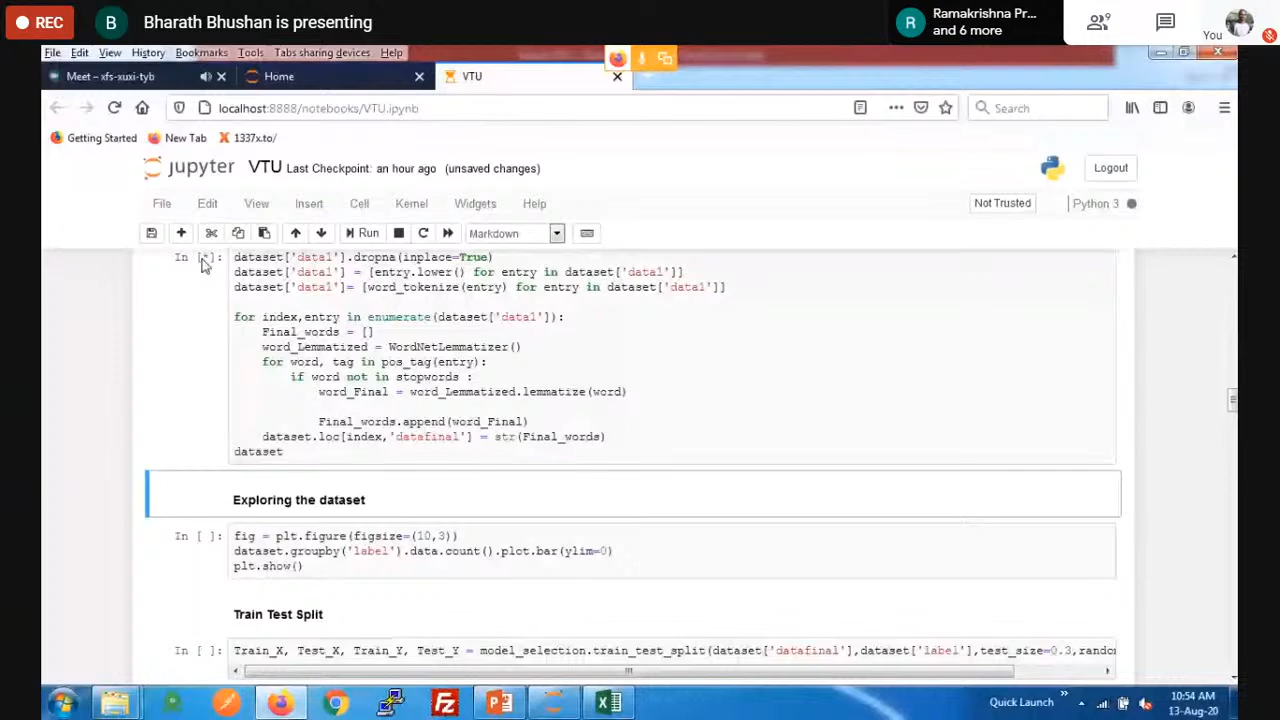 REC
B
Bharath Bhushan is presenting
R
Ramakrishna Pr...
and 6 more
9
You
File Edit View History Bookmarks Tools Tabs sharing devices Help
Meet – xfs-xuxi-tyb
Home
VTU
localhost:8888/notebooks/VTU.ipynb
Search
Getting Started
New Tab
1337x.to/
jupyter VTU Last Checkpoint: an hour ago (unsaved changes)
Logout
File Edit View Insert Cell Kernel Widgets Help
Not Trusted
Python 3
Run
Markdown
In [*]:
dataset['data1'].dropna(inplace=True)
dataset['data1'] = [entry.lower() for entry in dataset['data1']]
dataset['data1']= [word_tokenize(entry) for entry in dataset['data1']]
for index,entry in enumerate(dataset['data1']):
Final_words = []
word_Lemmatized = WordNetLemmatizer()
for word, tag in pos_tag(entry):
if word not in stopwords :
word_Final = word_Lemmatized.lemmatize(word)
Final_words.append(word_Final)
dataset.loc[index,'datafinal'] = str(Final_words)
dataset
Exploring the dataset
In [ ]:
fig = plt.figure(figsize=(10,3))
dataset.groupby('label').data.count().plot.bar(ylim=0)
plt.show()
Train Test Split
In [ ]:
Train_X, Test_X, Train_Y, Test_Y = model_selection.train_test_split(dataset['datafinal'],dataset['label'],test_size=0.3,random
Quick Launch
10:54 AM
13-Aug-20